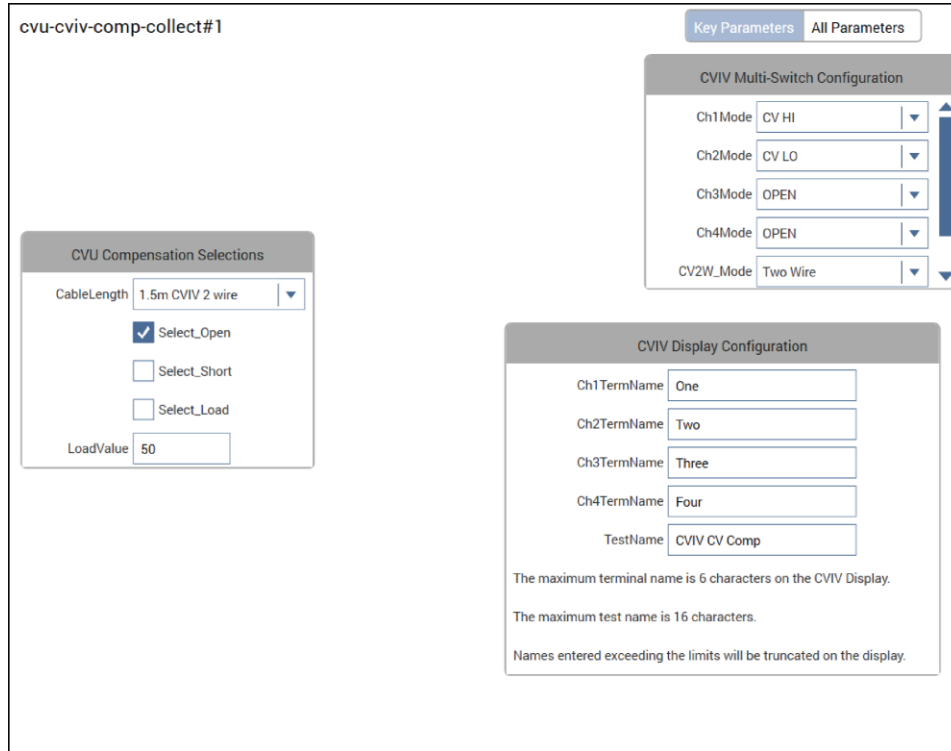 cvu-cviv-comp-collect#1
Key Parameters All Parameters
CVIV Multi-Switch Configuration
Ch1Mode CV HI
Ch2Mode CV LO
Ch3Mode OPEN
Ch4Mode OPEN
CV2W_Mode Two Wire
CVU Compensation Selections
CableLength 1.5m CVIV 2 wire
Select_Open
Select_Short
Select_Load
LoadValue 50
CVIV Display Configuration
Ch1TermName One
Ch2TermName Two
Ch3TermName Three
Ch4TermName Four
TestName CVIV CV Comp
The maximum terminal name is 6 characters on the CVIV Display.
The maximum test name is 16 characters.
Names entered exceeding the limits will be truncated on the display.